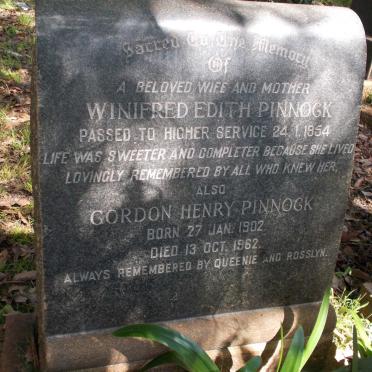 Sacred To The Memory
Of
A BELOVED WIFE AND MOTHER
WINIFRED EDITH PINNOCK
PASSED TO HIGHER SERVICE 24.1.1954
LIFE WAS SWEETER AND COMPLETER BECAUSE SHE LIVED
LOVINGLY REMEMBERED BY ALL WHO KNEW HER.
ALSO
GORDON HENRY PINNOCK
BORN 27 JAN. 1902
DIED 13 OCT. 1962.
ALWAYS REMEMBERED BY QUEENIE AND ROSSLYN.